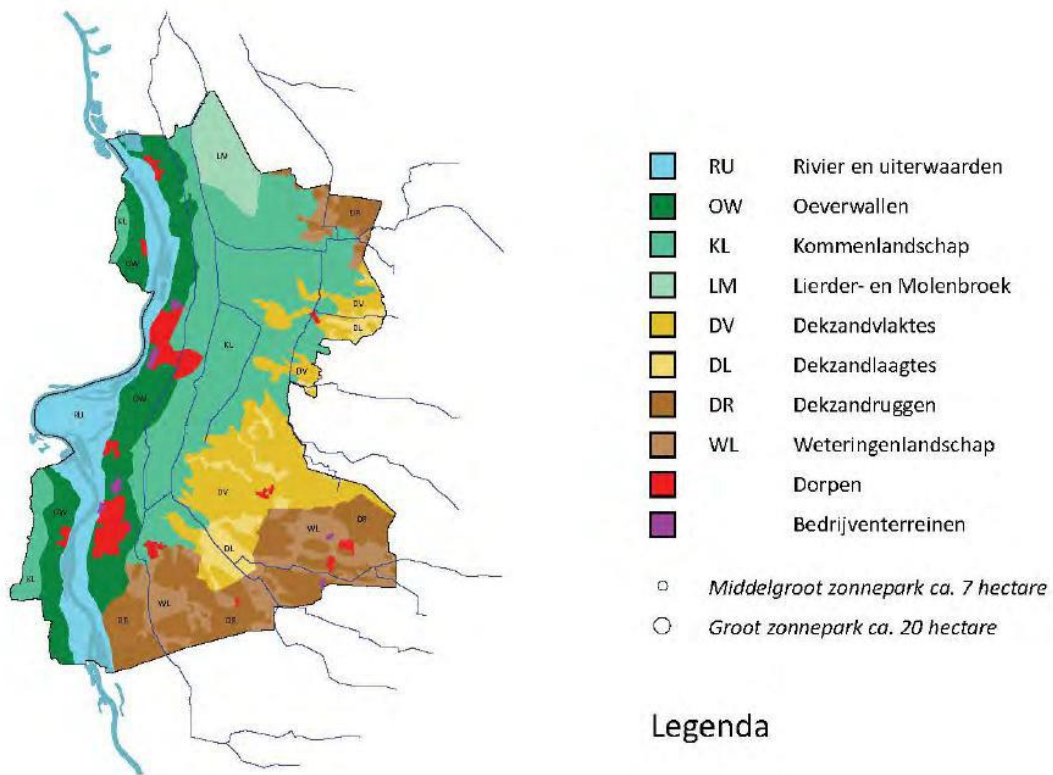 LM
DR
KL
OW
DV
DL
KL
DV
OW
RU
DV
OW
WL
DR
DL
KL
WL
DR
DR
RU Rivier en uiterwaarden
OW Oeverwallen
KL Kommenlandschap
LM Lierder- en Molenbroek
DV Dekzandvlaktes
DL Dekzandlaagtes
DR Dekzandruggen
WL Weteringenlandschap
Dorpen
Bedrijventerreinen
Middelgroot zonnepark ca. 7 hectare
Groot zonnepark ca. 20 hectare
Legenda